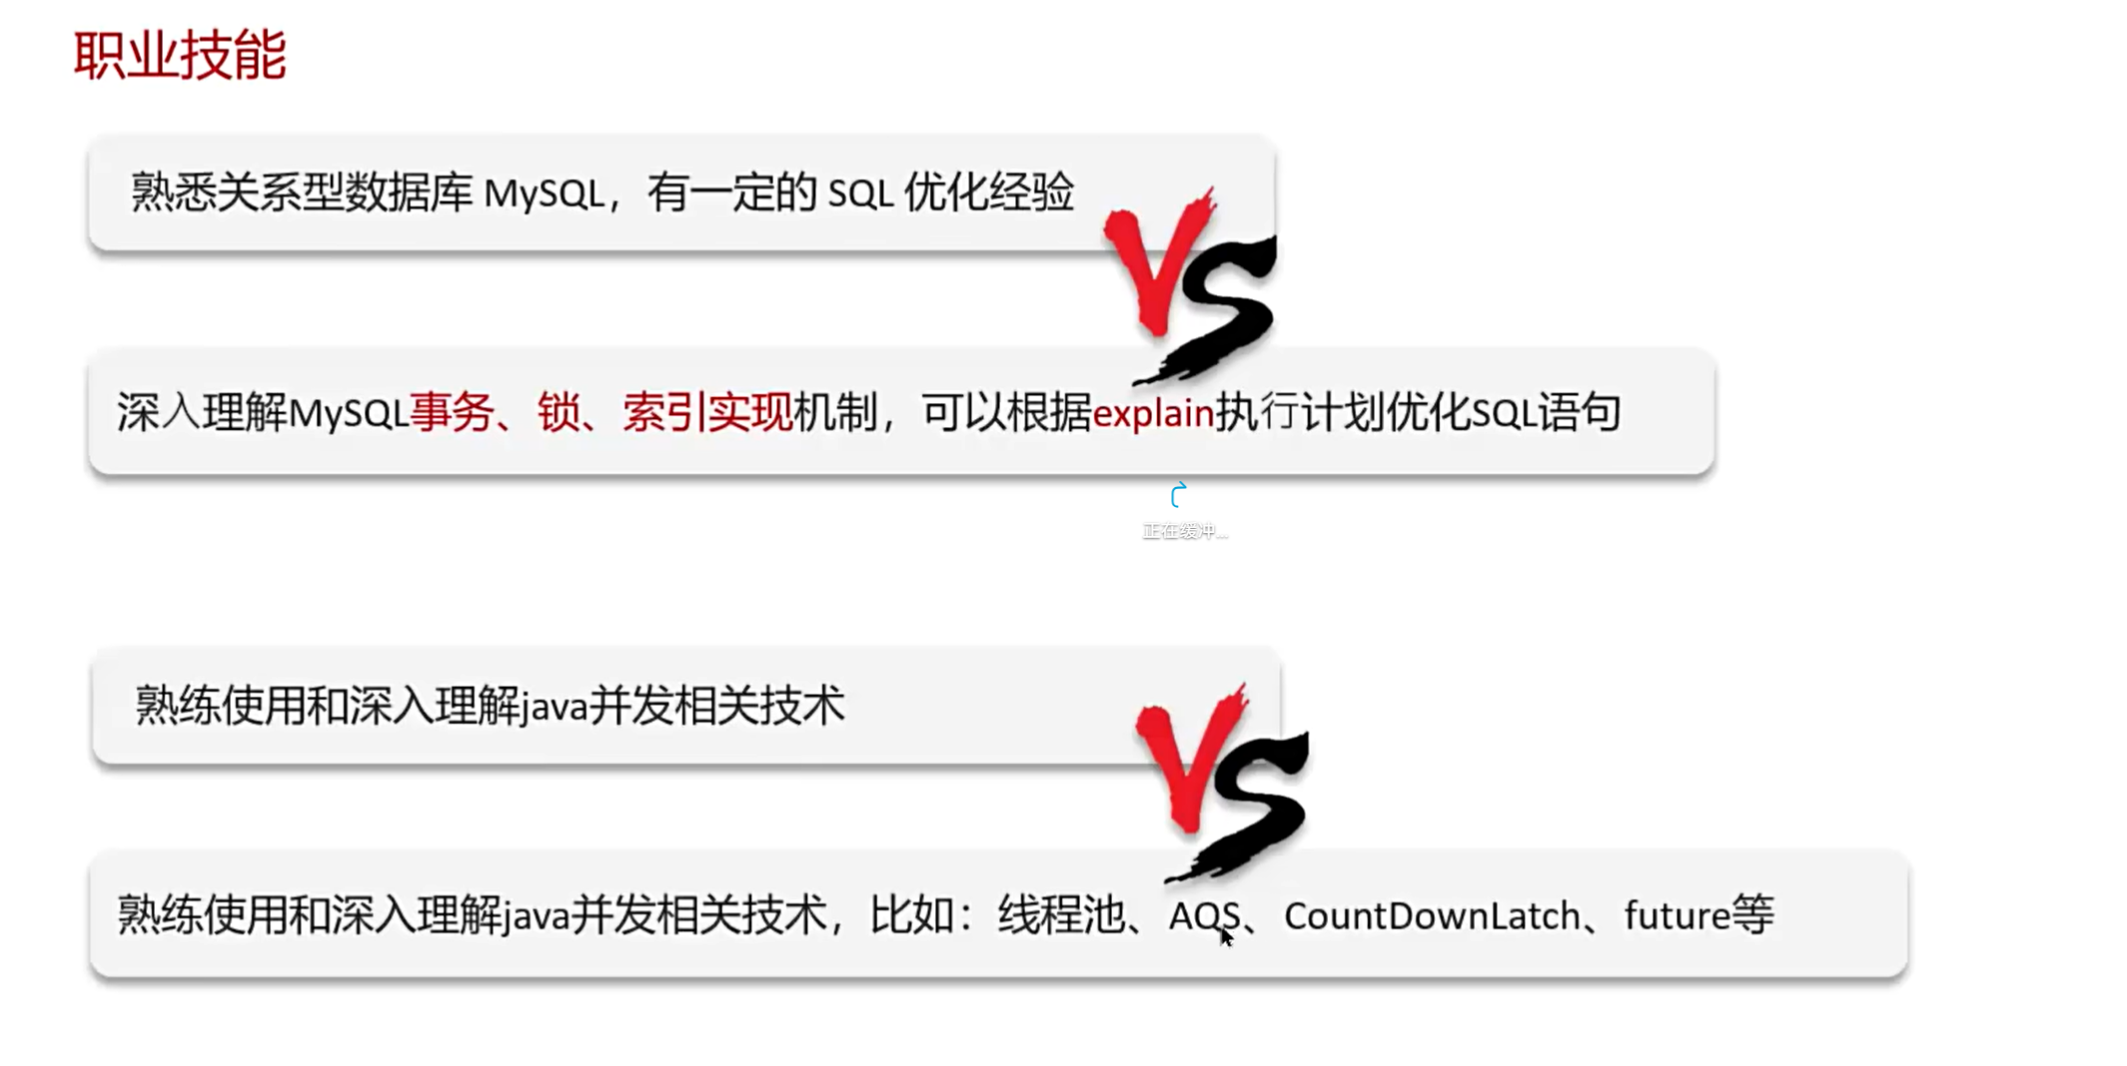 职业技能
熟悉关系型数据库 MySQL，有一定的 SQL 优化经验
VS
深入理解MySQL事务、锁、索引实现机制，可以根据explain执行计划优化SQL语句
正在缓冲...
熟练使用和深入理解java并发相关技术
VS
熟练使用和深入理解java并发相关技术，比如：线程池、AQS、CountDownLatch、future等